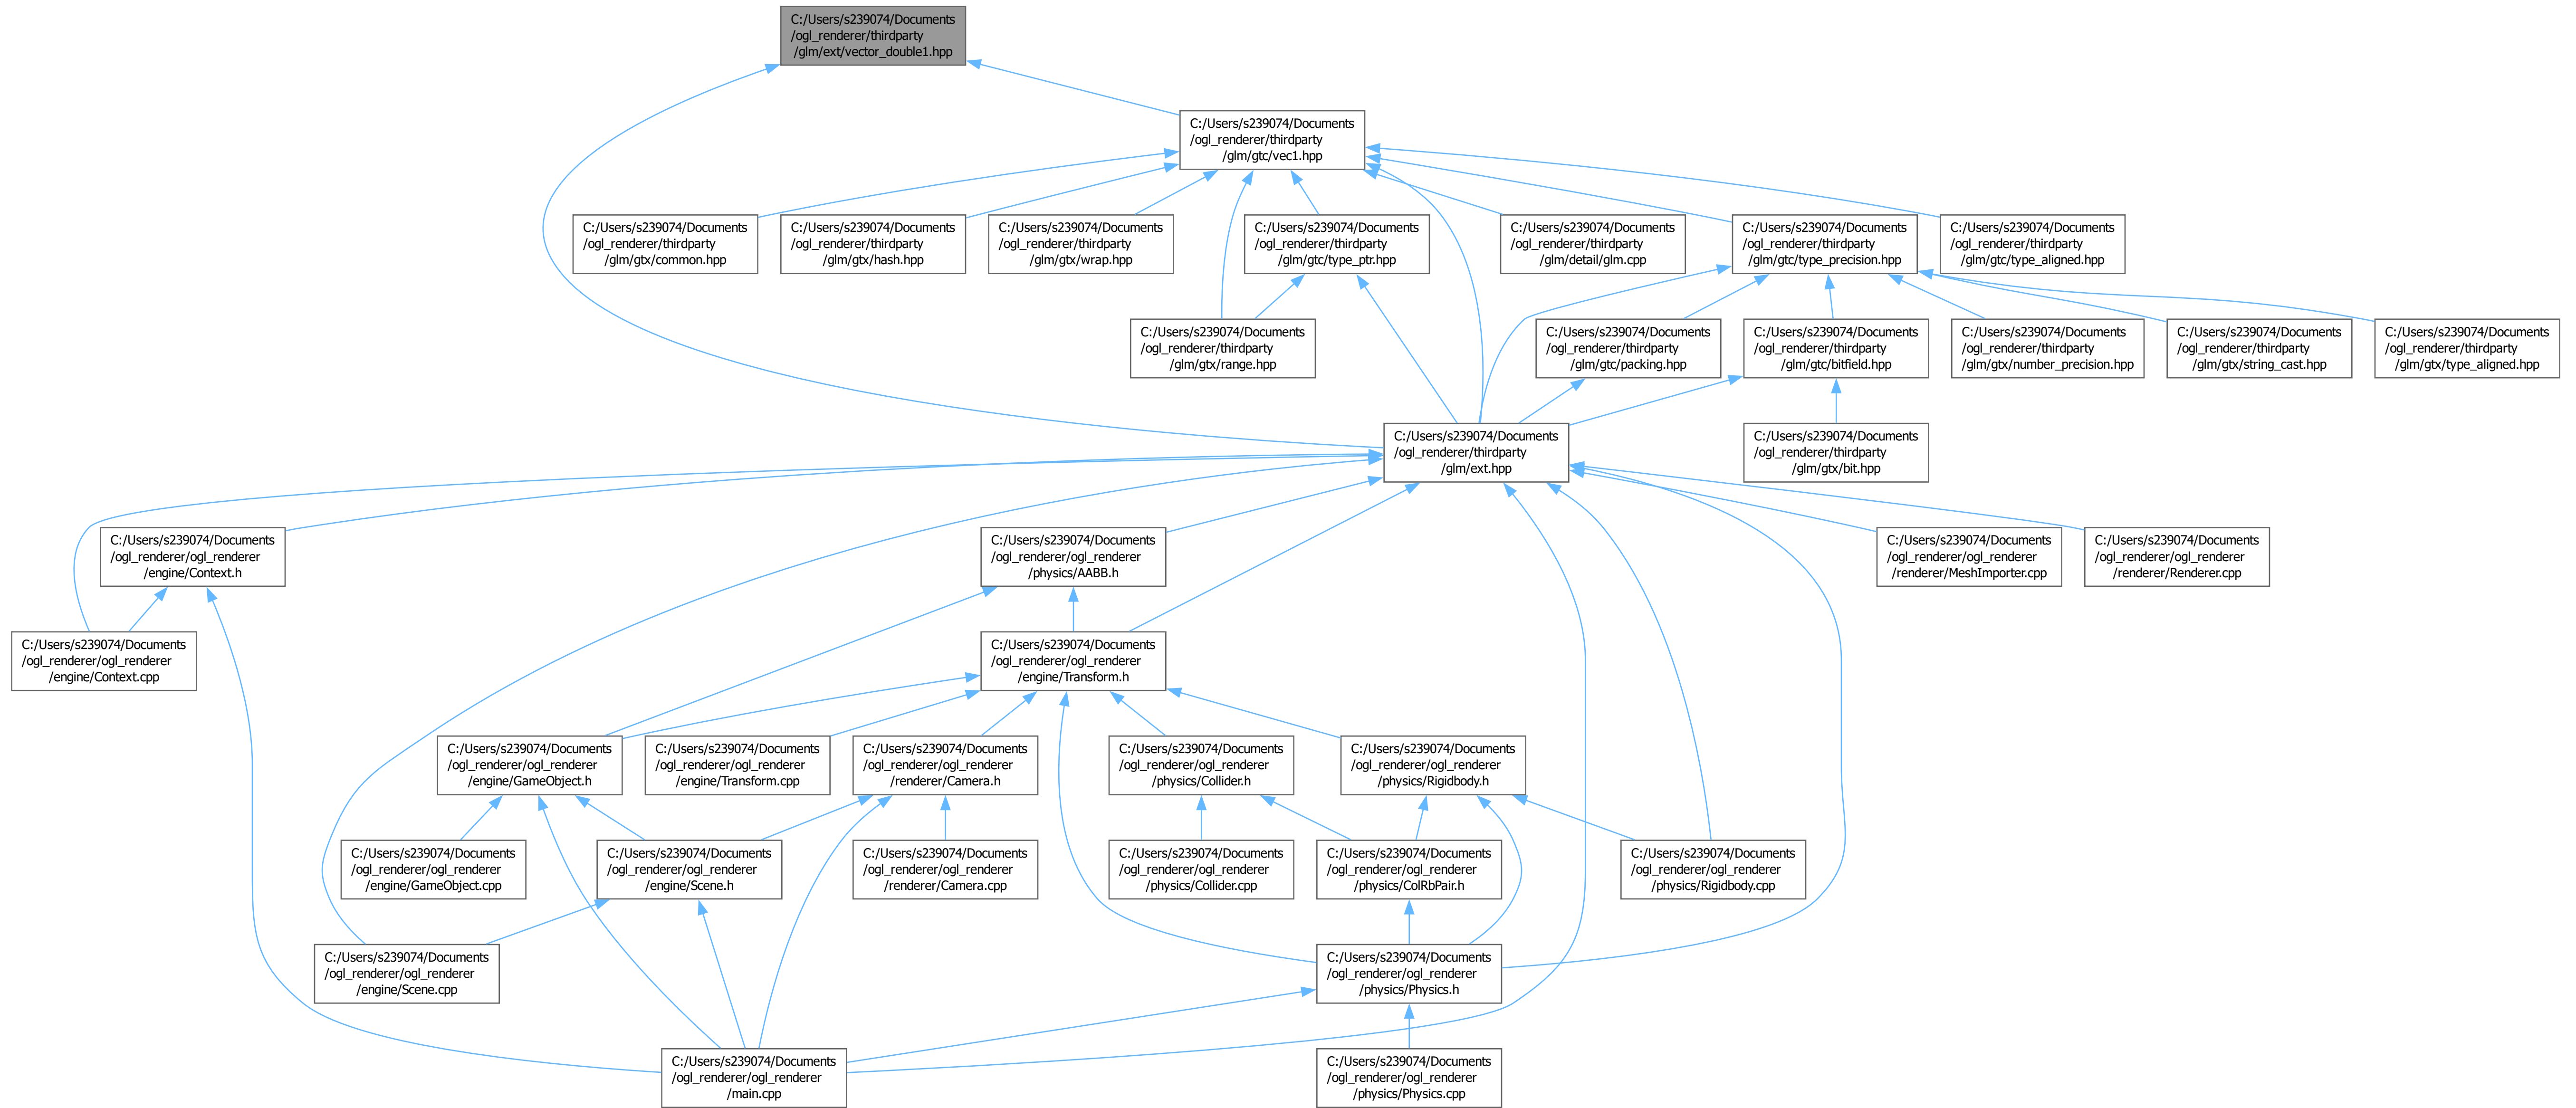 C:/Users/s239074/Documents
/ogl_renderer/thirdparty
/glm/ext/vector_double1.hpp
C:/Users/s239074/Documents
/ogl_renderer/thirdparty
/glm/gtc/vec1.hpp
C:/Users/s239074/Documents
/ogl_renderer/thirdparty
/glm/gtx/common.hpp
C:/Users/s239074/Documents
/ogl_renderer/thirdparty
/glm/gtx/hash.hpp
C:/Users/s239074/Documents
/ogl_renderer/thirdparty
/glm/gtx/wrap.hpp
C:/Users/s239074/Documents
/ogl_renderer/thirdparty
/glm/gtc/type_ptr.hpp
C:/Users/s239074/Documents
/ogl_renderer/thirdparty
/glm/detail/glm.cpp
C:/Users/s239074/Documents
/ogl_renderer/thirdparty
/glm/gtc/type_precision.hpp
C:/Users/s239074/Documents
/ogl_renderer/thirdparty
/glm/gtc/type_aligned.hpp
C:/Users/s239074/Documents
/ogl_renderer/thirdparty
/glm/gtx/range.hpp
C:/Users/s239074/Documents
/ogl_renderer/thirdparty
/glm/gtc/packing.hpp
C:/Users/s239074/Documents
/ogl_renderer/thirdparty
/glm/gtc/bitfield.hpp
C:/Users/s239074/Documents
/ogl_renderer/thirdparty
/glm/gtx/number_precision.hpp
C:/Users/s239074/Documents
/ogl_renderer/thirdparty
/glm/gtx/string_cast.hpp
C:/Users/s239074/Documents
/ogl_renderer/thirdparty
/glm/gtx/type_aligned.hpp
C:/Users/s239074/Documents
/ogl_renderer/thirdparty
/glm/ext.hpp
C:/Users/s239074/Documents
/ogl_renderer/thirdparty
/glm/gtx/bit.hpp
C:/Users/s239074/Documents
/ogl_renderer/ogl_renderer
/engine/Context.h
C:/Users/s239074/Documents
/ogl_renderer/ogl_renderer
/physics/AABB.h
C:/Users/s239074/Documents
/ogl_renderer/ogl_renderer
/renderer/MeshImporter.cpp
C:/Users/s239074/Documents
/ogl_renderer/ogl_renderer
/renderer/Renderer.cpp
C:/Users/s239074/Documents
/ogl_renderer/ogl_renderer
/engine/Context.cpp
C:/Users/s239074/Documents
/ogl_renderer/ogl_renderer
/engine/Transform.h
C:/Users/s239074/Documents
/ogl_renderer/ogl_renderer
/engine/GameObject.h
C:/Users/s239074/Documents
/ogl_renderer/ogl_renderer
/engine/Transform.cpp
C:/Users/s239074/Documents
/ogl_renderer/ogl_renderer
/renderer/Camera.h
C:/Users/s239074/Documents
/ogl_renderer/ogl_renderer
/physics/Collider.h
C:/Users/s239074/Documents
/ogl_renderer/ogl_renderer
/physics/Rigidbody.h
C:/Users/s239074/Documents
/ogl_renderer/ogl_renderer
/engine/GameObject.cpp
C:/Users/s239074/Documents
/ogl_renderer/ogl_renderer
/engine/Scene.h
C:/Users/s239074/Documents
/ogl_renderer/ogl_renderer
/renderer/Camera.cpp
C:/Users/s239074/Documents
/ogl_renderer/ogl_renderer
/physics/Collider.cpp
C:/Users/s239074/Documents
/ogl_renderer/ogl_renderer
/physics/ColRbPair.h
C:/Users/s239074/Documents
/ogl_renderer/ogl_renderer
/physics/Rigidbody.cpp
C:/Users/s239074/Documents
/ogl_renderer/ogl_renderer
/engine/Scene.cpp
C:/Users/s239074/Documents
/ogl_renderer/ogl_renderer
/physics/Physics.h
C:/Users/s239074/Documents
/ogl_renderer/ogl_renderer
/main.cpp
C:/Users/s239074/Documents
/ogl_renderer/ogl_renderer
/physics/Physics.cpp